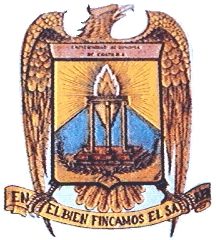 UNIVERSIDAD AUTONOMA
DE COAHUILA
EN EL BIEN FINCAMOS EL SA